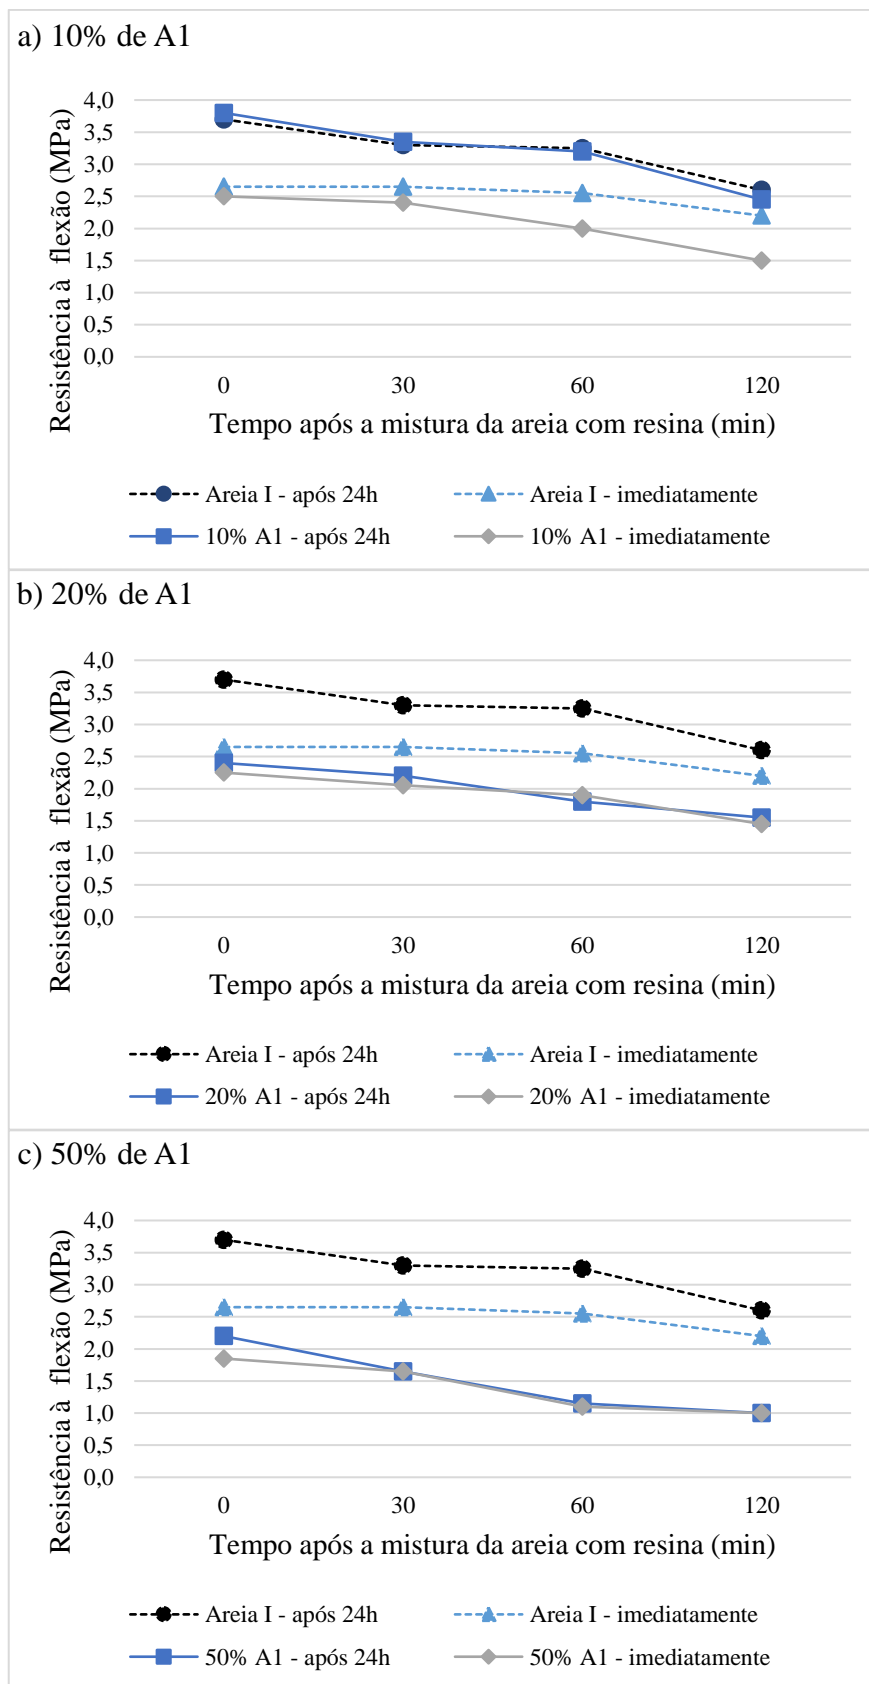 a) 10% de A1
Resistência à flexão (MPa)
4,0
3,5
3,0
2,5
2,0
1,5
1,0
0,5
0,0
0 30 60 120
Tempo após a mistura da areia com resina (min)
Areia I - após 24h Areia I - imediatamente
10% A1 - após 24h 10% A1 - imediatamente
b) 20% de A1
Resistência à flexão (MPa)
4,0
3,5
3,0
2,5
2,0
1,5
1,0
0,5
0,0
0 30 60 120
Tempo após a mistura da areia com resina (min)
Areia I - após 24h Areia I - imediatamente
20% A1 - após 24h 20% A1 - imediatamente
c) 50% de A1
Resistência à flexão (MPa)
4,0
3,5
3,0
2,5
2,0
1,5
1,0
0,5
0,0
0 30 60 120
Tempo após a mistura da areia com resina (min)
Areia I - após 24h Areia I - imediatamente
50% A1 - após 24h 50% A1 - imediatamente